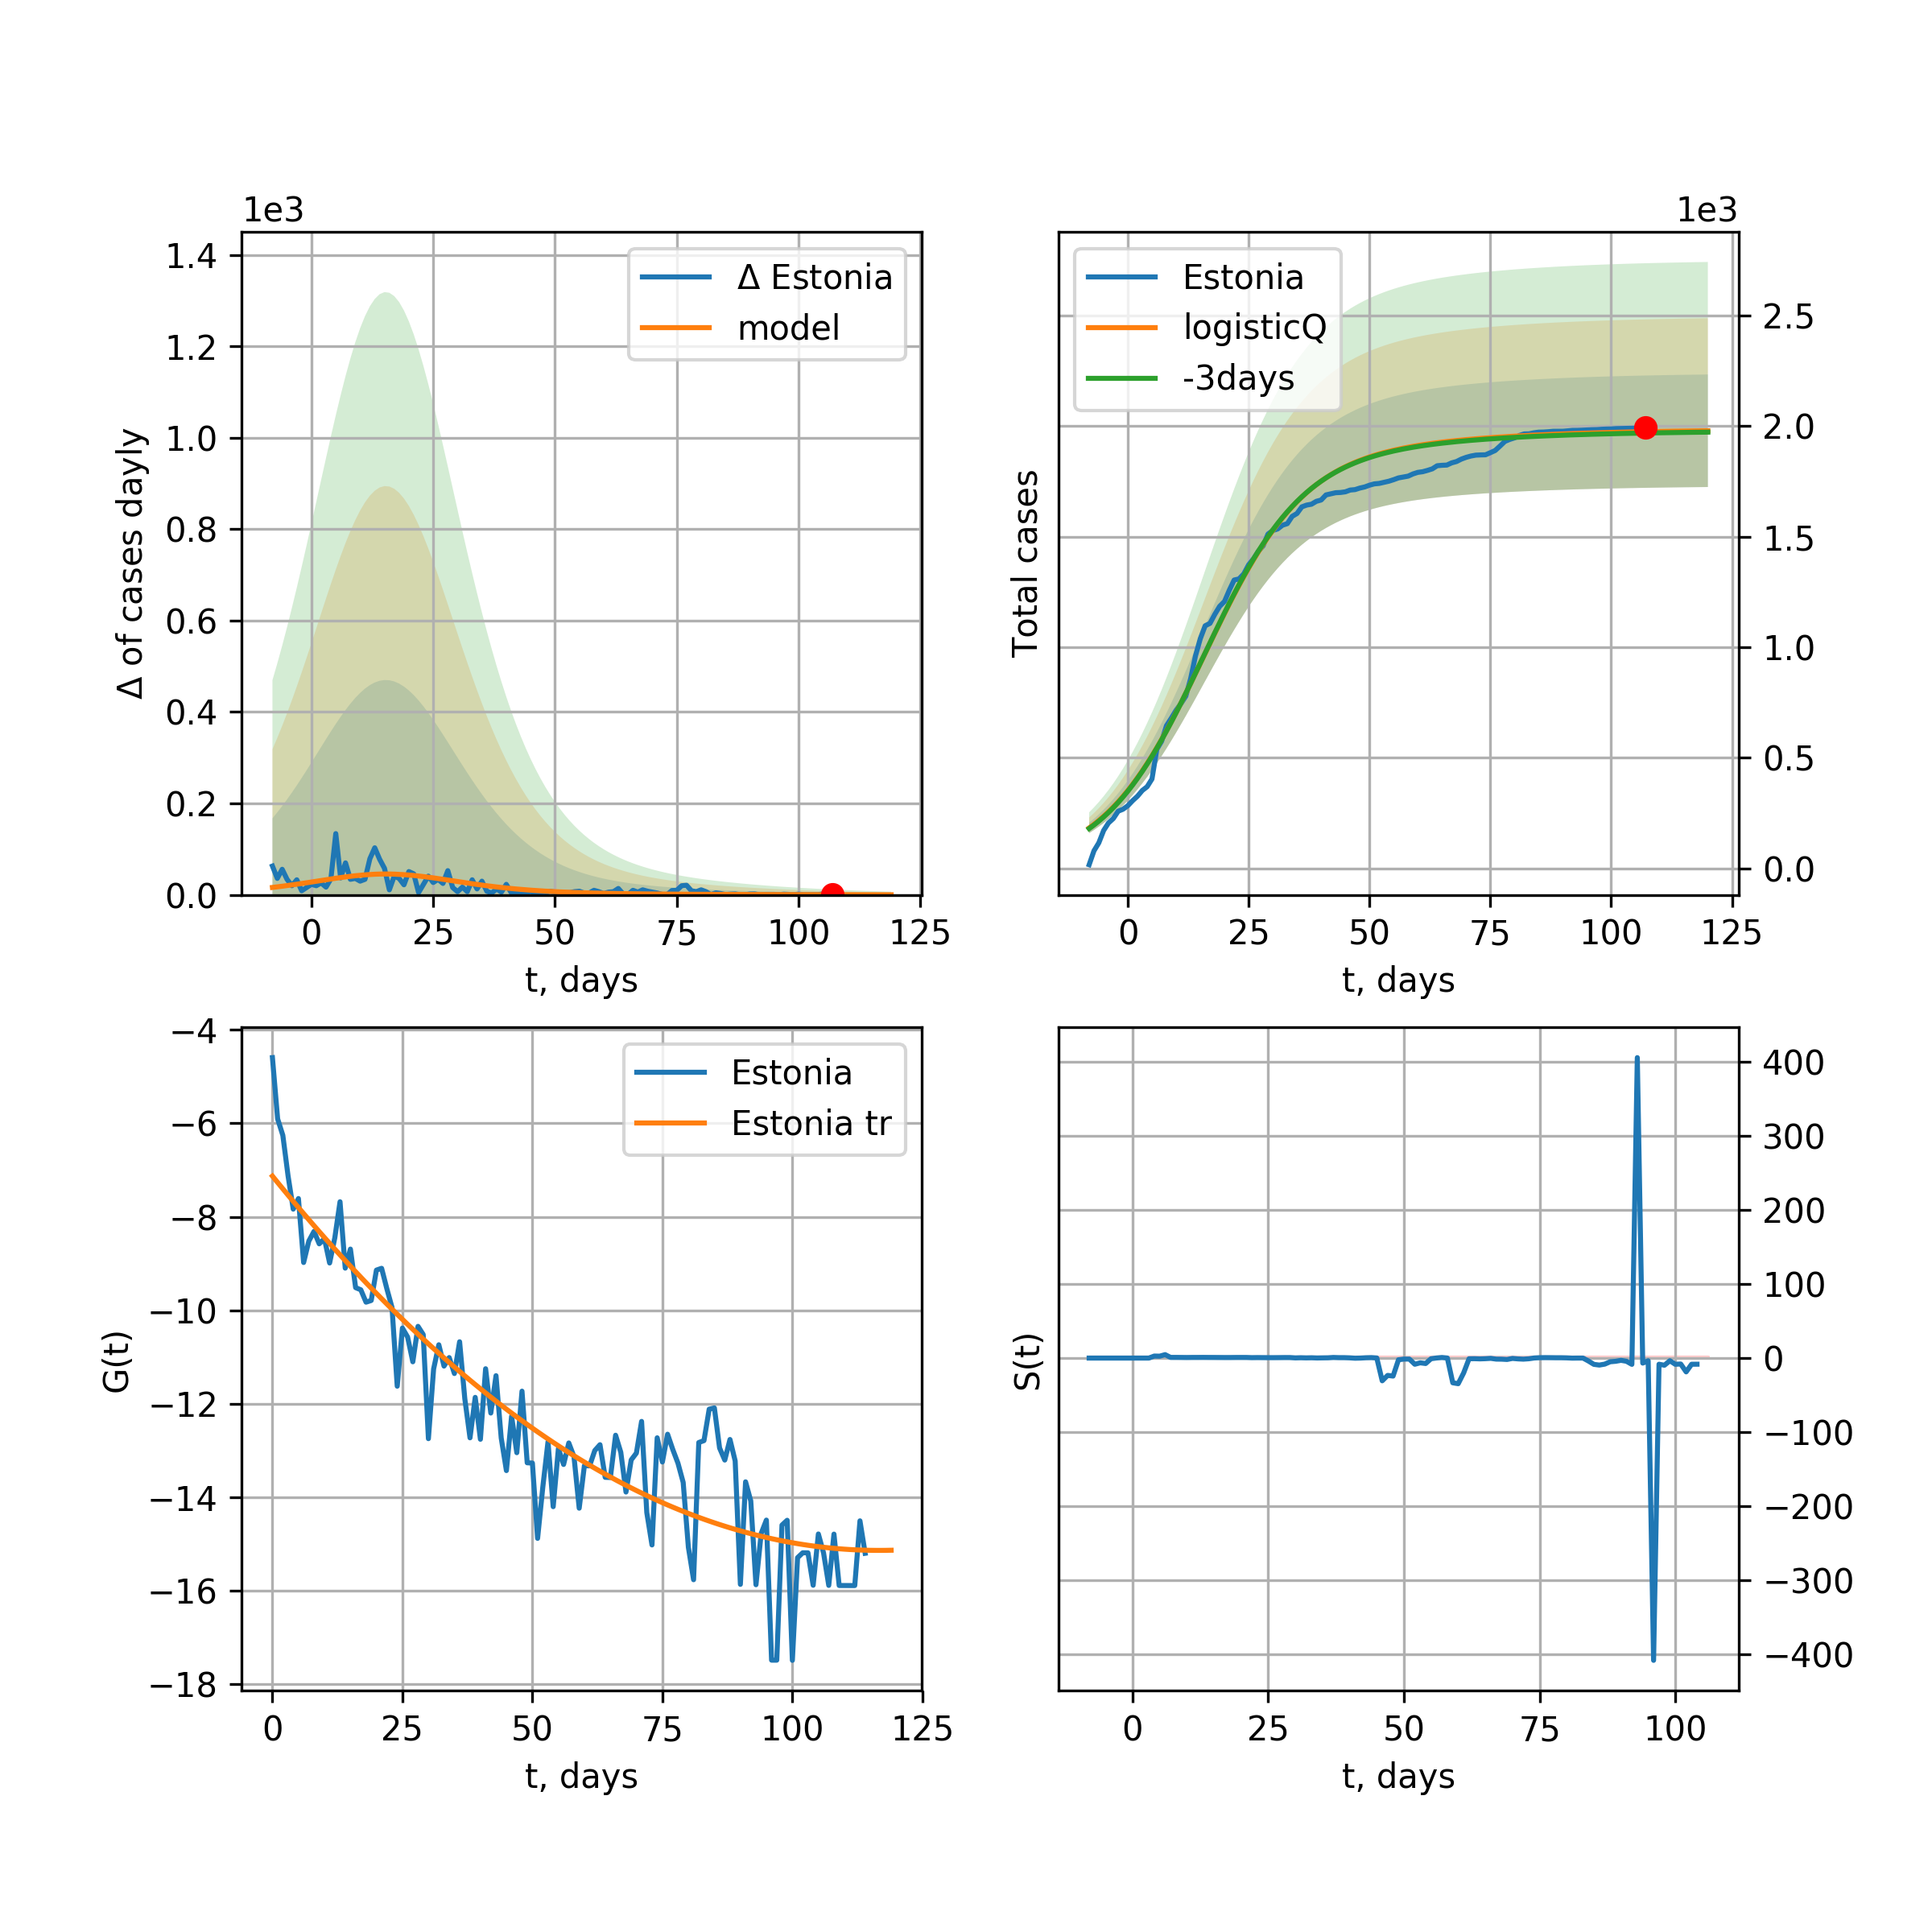 1e3
1.4
1.2
1.0
0.8
0.6
0.4
0.2
0.0
Δ of cases dayly
Δ Estonia
model
0 25 50 75 100 125
t, days
1e3
Estonia
logisticQ
-3days
2.5
2.0
1.5
1.0
0.5
0.0
Total cases
0 25 50 75 100 125
t, days
−4
−6
−8
−10
−12
−14
−16
−18
G(t)
Estonia
Estonia tr
0 25 50 75 100 125
t, days
400
300
200
100
0
−100
−200
−300
−400
S(t)
0 25 50 75 100
t, days